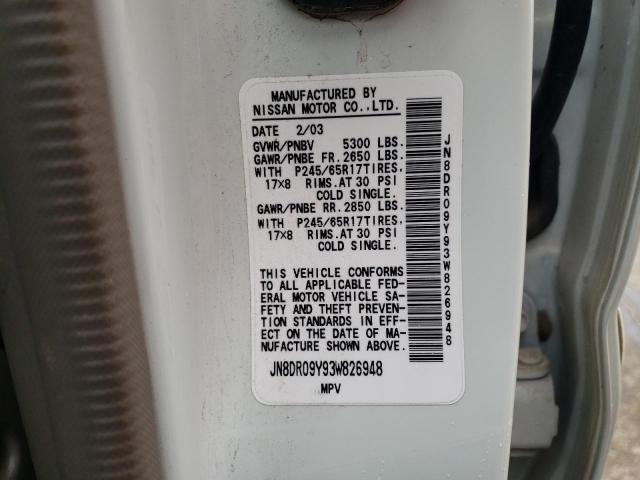 MANUFACTURED BY
NISSAN MOTOR CO.,LTD.
DATE 2/03
GVWR/PNBV 5300 LBS.
GAWR/PNBE FR. 2650 LBS.
WITH P245/65R17TIRES.
17X8 RIMS.AT 30 PSI
COLD SINGLE.
GAWR/PNBE RR. 2850 LBS.
WITH P245/65R17TIRES.
17X8 RIMS.AT 30 PSI
COLD SINGLE.
THIS VEHICLE CONFORMS
TO ALL APPLICABLE FED-
ERAL MOTOR VEHICLE SA-
FETY AND THEFT PREVEN-
TION STANDARDS IN EFF-
ECT ON THE DATE OF MA-
NUFACTURE SHOWN ABOVE.
JN8DR09Y93W826948
MPV
JN8DR09Y93W826948